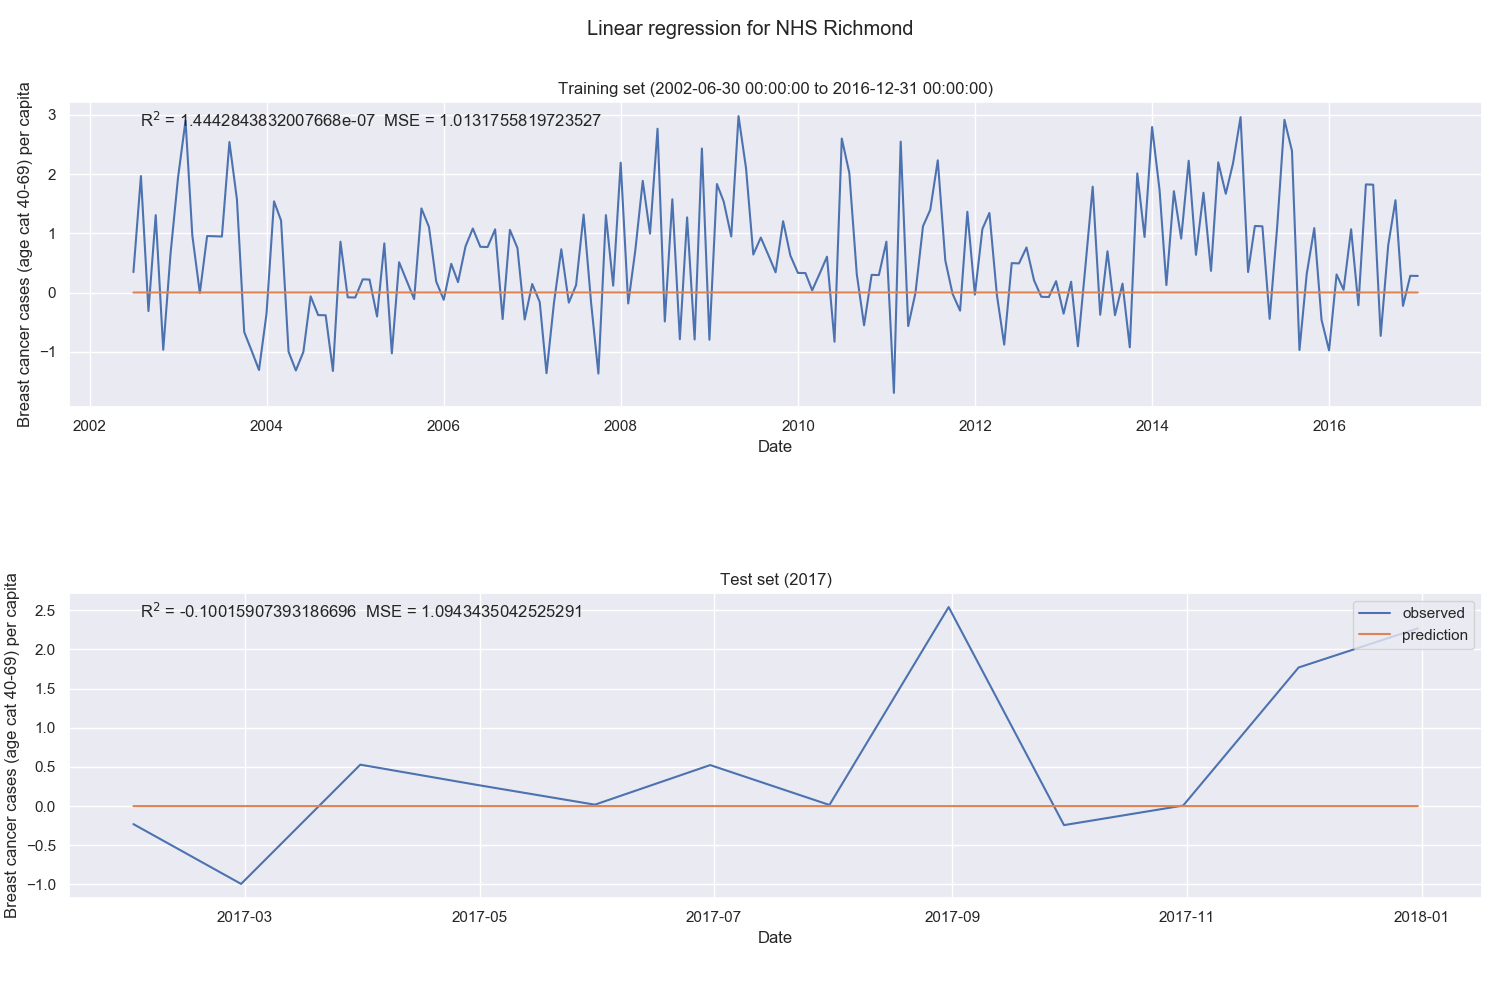 Linear regression for NHS Richmond
Training set (2002-06-30 00:00:00 to 2016-12-31 00:00:00)
Breast cancer cases (age cat 40-69) per capita
R² = 1.4442843832007668e-07 MSE = 1.0131755819723527
3
2
1
0
−1
2002 2004 2006 2008 2010 2012 2014 2016
Date
Test set (2017)
Breast cancer cases (age cat 40-69) per capita
R² = -0.10015907393186696 MSE = 1.0943435042525291
observed
prediction
2.5
2.0
1.5
1.0
0.5
0.0
−0.5
−1.0
2017-03 2017-05 2017-07 2017-09 2017-11 2018-01
Date